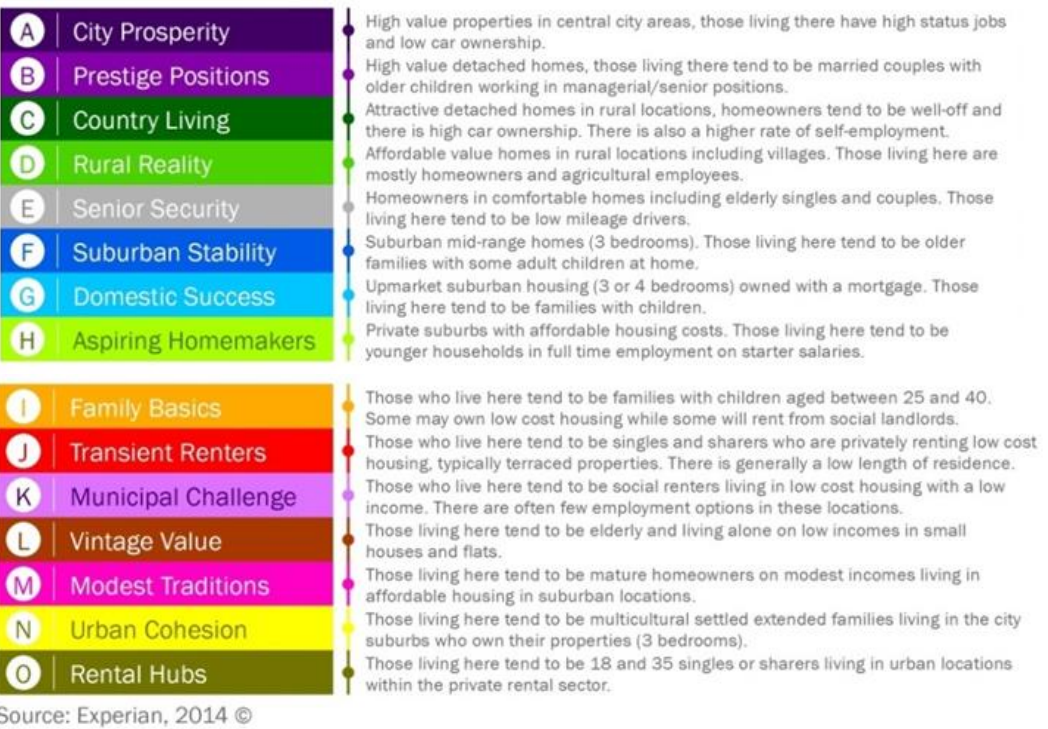 A City Prosperity
High value properties in central city areas, those living there have high status jobs
and low car ownership.
B Prestige Positions
High value detached homes, those living there tend to be married couples with
older children working in managerial/senior positions.
C Country Living
Attractive detached homes in rural locations, homeowners tend to be well-off and
there is high car ownership. There is also a higher rate of self-employment.
D Rural Reality
Affordable value homes in rural locations including villages. Those living here are
mostly homeowners and agricultural employees.
E Senior Security
Homeowners in comfortable homes including elderly singles and couples. Those
living here tend to be low mileage drivers.
F Suburban Stability
Suburban mid-range homes (3 bedrooms). Those living here tend to be older
families with some adult children at home.
G Domestic Success
Upmarket suburban housing (3 or 4 bedrooms) owned with a mortgage. Those
living here tend to be families with children.
H Aspiring Homemakers
Private suburbs with affordable housing costs. Those living here tend to be
younger households in full time employment on starter salaries.
I Family Basics
Those who live here tend to be families with children aged between 25 and 40.
Some may own low cost housing while some will rent from social landlords.
J Transient Renters
Those who live here tend to be singles and sharers who are privately renting low cost
housing, typically terraced properties. There is generally a low length of residence.
K Municipal Challenge
Those who live here tend to be social renters living in low cost housing with a low
income. There are often few employment options in these locations.
L Vintage Value
Those living here tend to be elderly and living alone on low incomes in small
houses and flats.
M Modest Traditions
Those living here tend to be mature homeowners on modest incomes living in
affordable housing in suburban locations.
N Urban Cohesion
Those living here tend to be multicultural settled extended families living in the city
suburbs who own their properties (3 bedrooms).
O Rental Hubs
Those living here tend to be 18 and 35 singles or sharers living in urban locations
within the private rental sector.
Source: Experian, 2014 ©